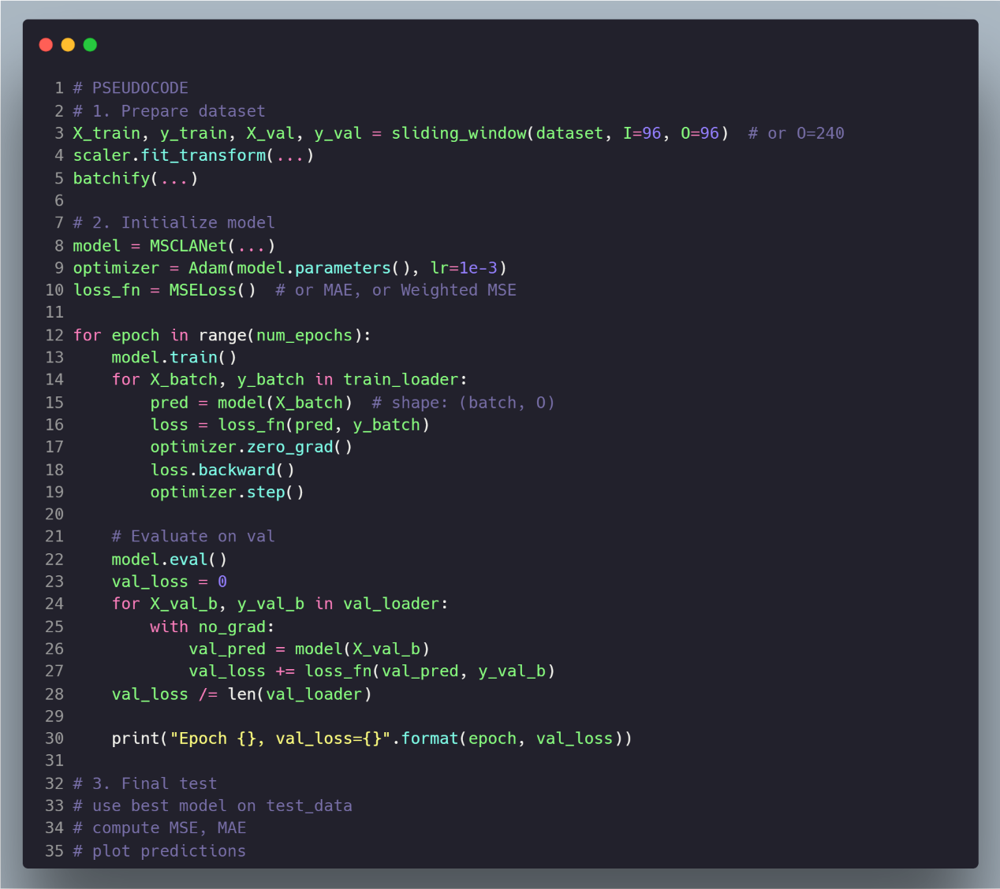 1 # PSEUDOCODE
2 # 1. Prepare dataset
3 X_train, y_train, X_val, y_val = sliding_window(dataset, I=96, O=96)  # or O=240
4 scaler.fit_transform(...)
5 batchify(...)
6
7 # 2. Initialize model
8 model = MSCLANet(...)
9 optimizer = Adam(model.parameters(), lr=1e-3)
10 loss_fn = MSELoss()  # or MAE, or Weighted MSE
11
12 for epoch in range(num_epochs):
13     model.train()
14     for X_batch, y_batch in train_loader:
15         pred = model(X_batch)  # shape: (batch, O)
16         loss = loss_fn(pred, y_batch)
17         optimizer.zero_grad()
18         loss.backward()
19         optimizer.step()
20
21     # Evaluate on val
22     model.eval()
23     val_loss = 0
24     for X_val_b, y_val_b in val_loader:
25         with no_grad:
26             val_pred = model(X_val_b)
27             val_loss += loss_fn(val_pred, y_val_b)
28     val_loss /= len(val_loader)
29
30     print("Epoch {}, val_loss={}".format(epoch, val_loss))
31
32 # 3. Final test
33 # use best model on test_data
34 # compute MSE, MAE
35 # plot predictions